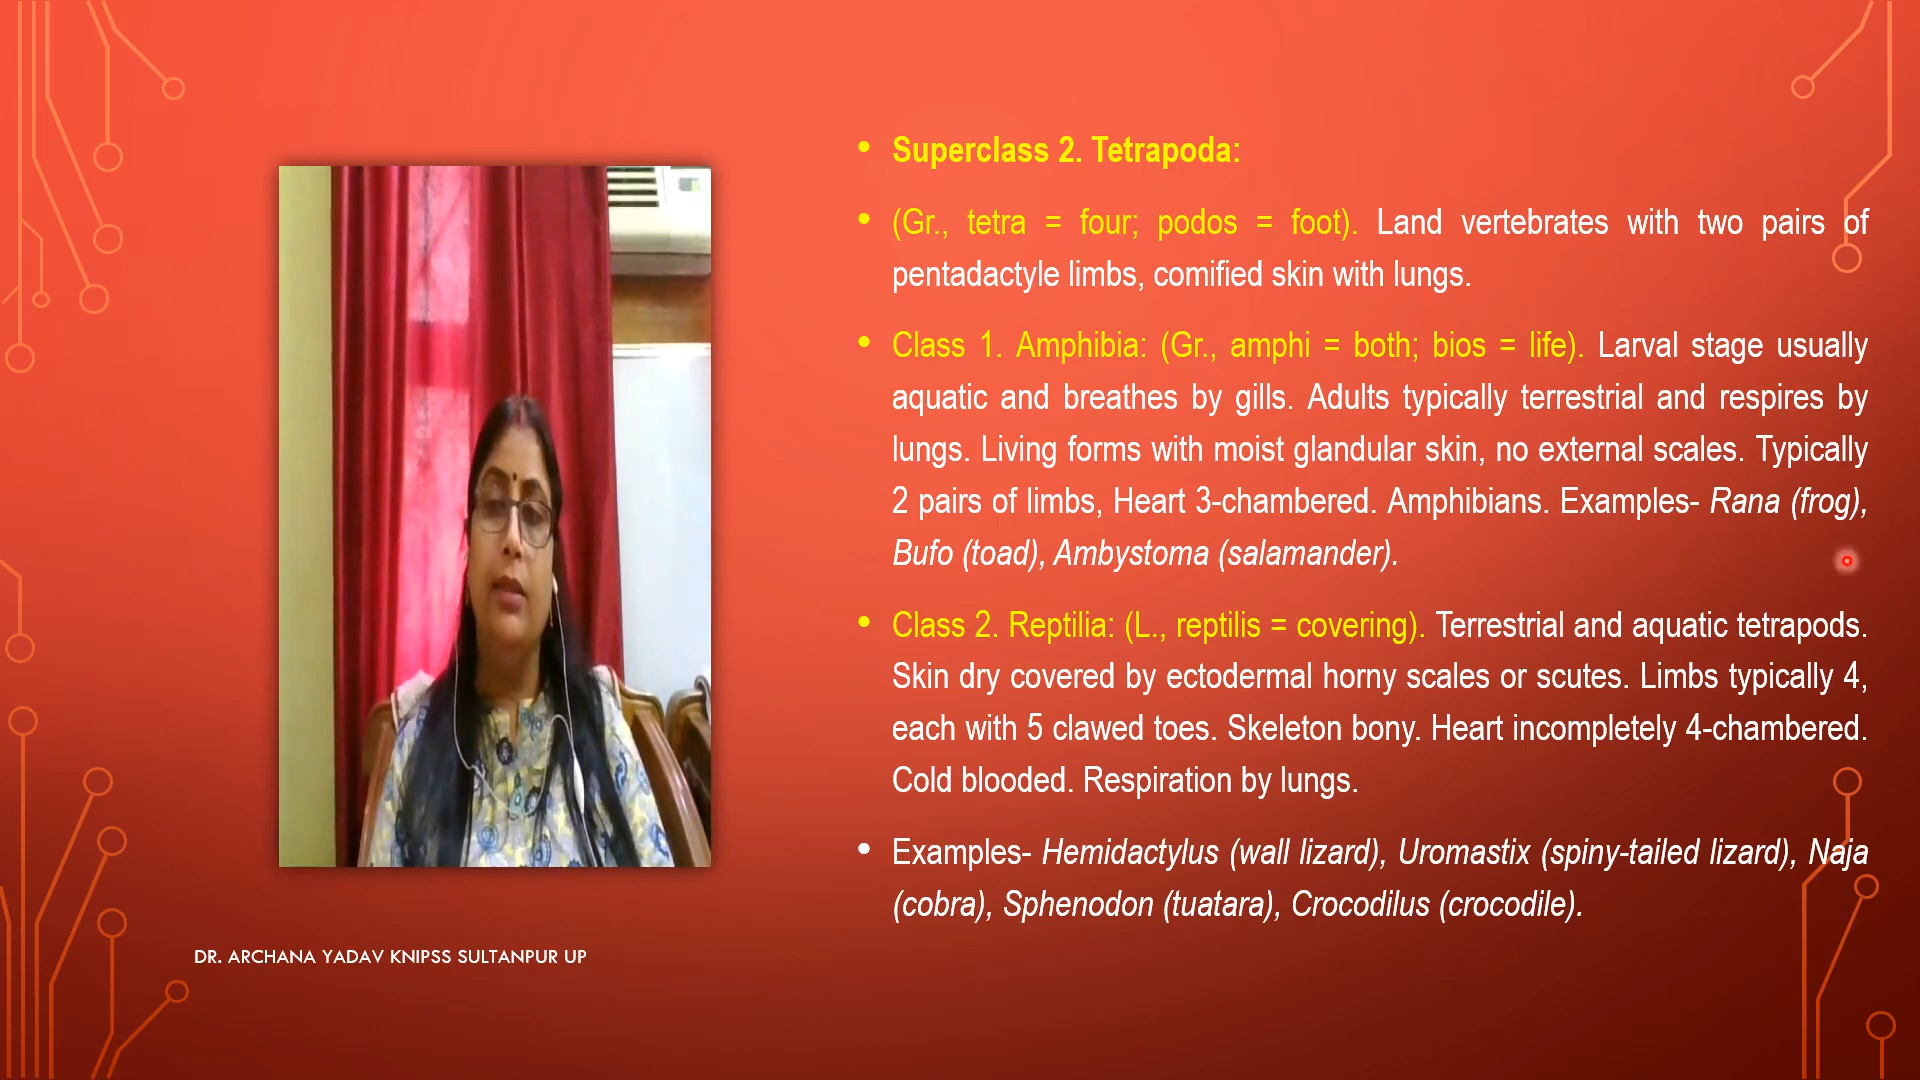 • Superclass 2. Tetrapoda:
• (Gr., tetra = four; podos = foot). Land vertebrates with two pairs of
pentadactyle limbs, comified skin with lungs.
• Class 1. Amphibia: (Gr., amphi = both; bios = life). Larval stage usually
aquatic and breathes by gills. Adults typically terrestrial and respires by
lungs. Living forms with moist glandular skin, no external scales. Typically
2 pairs of limbs, Heart 3-chambered. Amphibians. Examples- Rana (frog),
Bufo (toad), Ambystoma (salamander).
• Class 2. Reptilia: (L., reptilis = covering). Terrestrial and aquatic tetrapods.
Skin dry covered by ectodermal horny scales or scutes. Limbs typically 4,
each with 5 clawed toes. Skeleton bony. Heart incompletely 4-chambered.
Cold blooded. Respiration by lungs.
• Examples- Hemidactylus (wall lizard), Uromastix (spiny-tailed lizard), Naja
(cobra), Sphenodon (tuatara), Crocodilus (crocodile).
DR. ARCHANA YADAV KNIPSS SULTANPUR UP